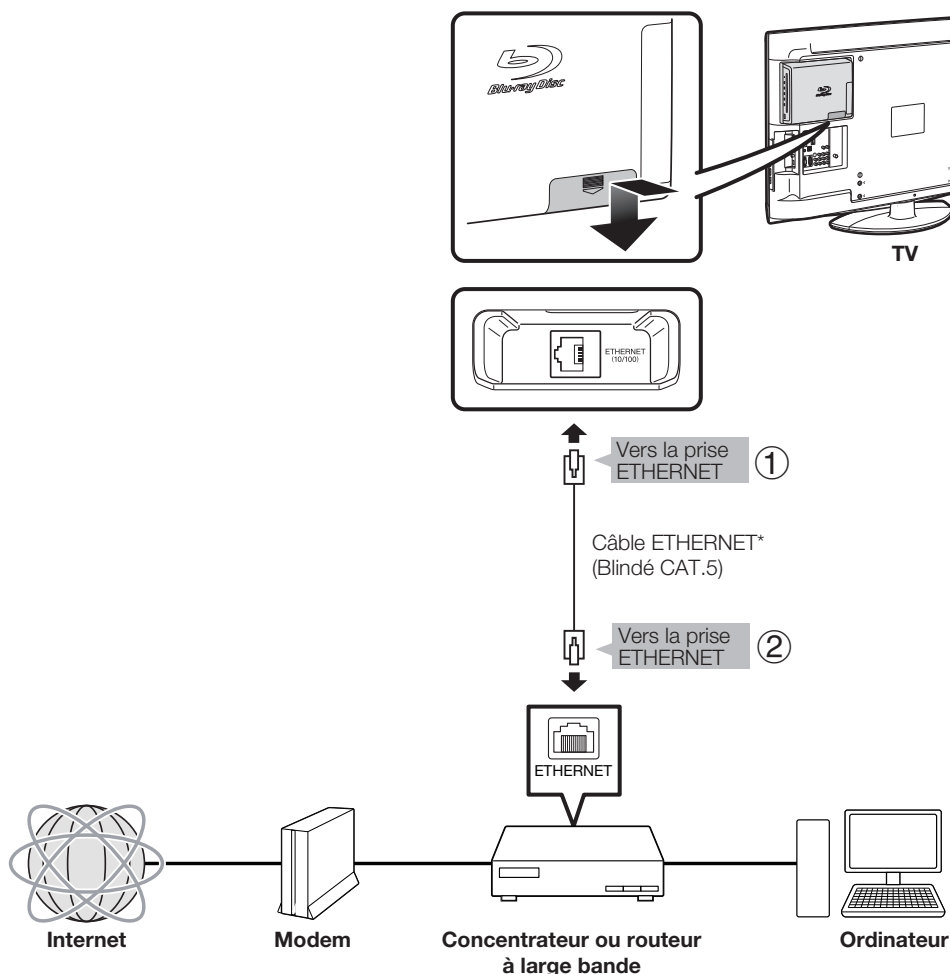 Blu-ray Disc
TV
ETHERNET
(10/100)
Vers la prise
ETHERNET
①
Câble ETHERNET*
(Blindé CAT.5)
Vers la prise
ETHERNET
②
ETHERNET
Internet
Modem
Concentrateur ou routeur
à large bande
Ordinateur